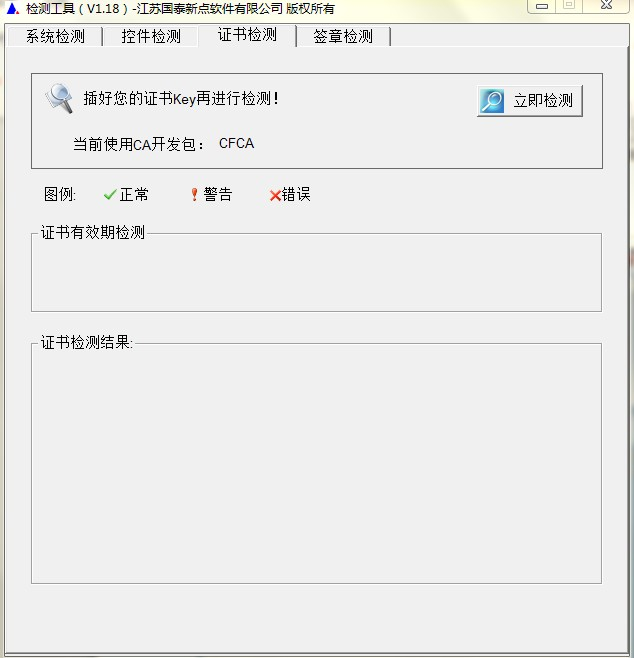 检测工具（V1.18）-江苏国泰新点软件有限公司 版权所有
系统检测 控件检测 证书检测 签章检测
插好您的证书Key再进行检测！
立即检测
当前使用CA开发包： CFCA
图例: 正常 警告 错误
证书有效期检测
证书检测结果: